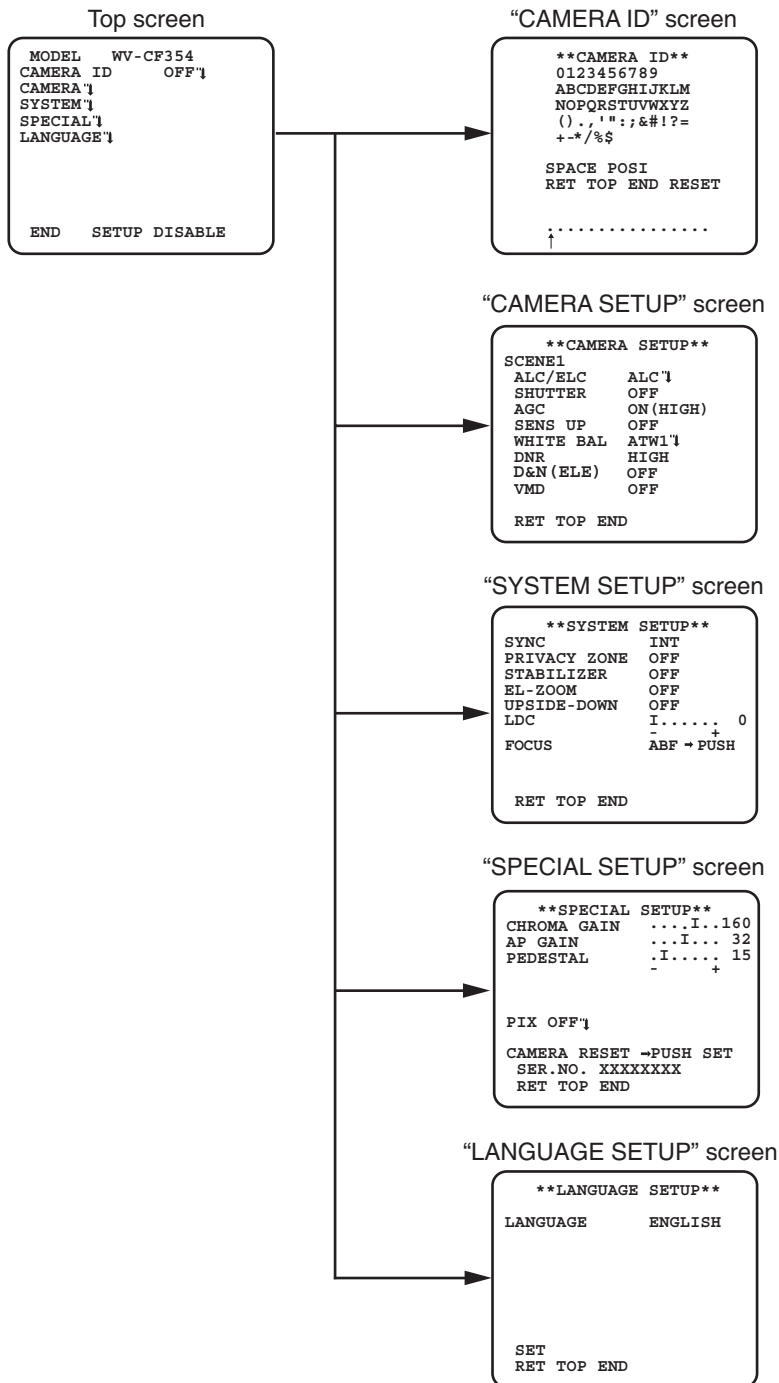 Top screen
MODEL WV-CF354
CAMERA ID OFF
CAMERA
SYSTEM
SPECIAL
LANGUAGE
END SETUP DISABLE
“CAMERA ID” screen
**CAMERA ID**
0123456789
ABCDEFGHIJKLM
NOPQRSTUVWXYZ
().,'":;&#!?=
+-*/%$
SPACE POSI
RET TOP END RESET
................
↑
“CAMERA SETUP” screen
**CAMERA SETUP**
SCENE1
ALC/ELC ALC
SHUTTER OFF
AGC ON(HIGH)
SENS UP OFF
WHITE BAL ATW1
DNR HIGH
D&N(ELE) OFF
VMD OFF
RET TOP END
“SYSTEM SETUP” screen
**SYSTEM SETUP**
SYNC INT
PRIVACY ZONE OFF
STABILIZER OFF
EL-ZOOM OFF
UPSIDE-DOWN OFF
LDC I...... 0
- +
FOCUS ABF → PUSH
RET TOP END
“SPECIAL SETUP” screen
**SPECIAL SETUP**
CHROMA GAIN ....I..160
AP GAIN ...I... 32
PEDESTAL .I..... 15
- +
PIX OFF
CAMERA RESET →PUSH SET
SER.NO. XXXXXXXX
RET TOP END
“LANGUAGE SETUP” screen
**LANGUAGE SETUP**
LANGUAGE ENGLISH
SET
RET TOP END